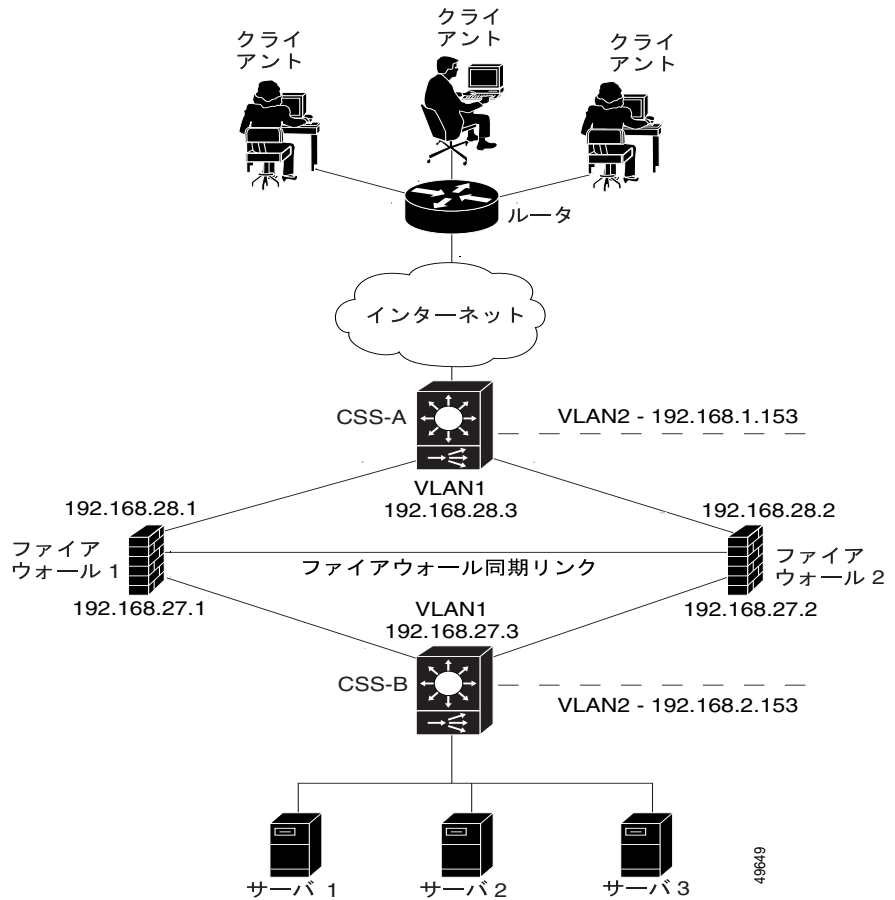 クライ
アント
クライ
アント
クライ
アント
ルータ
インターネット
CSS-A
VLAN2 - 192.168.1.153
VLAN1
192.168.28.3
192.168.28.1
192.168.28.2
ファイア
ウォール 1
ファイアウォール同期リンク
ファイア
ウォール 2
192.168.27.1
VLAN1
192.168.27.3
192.168.27.2
CSS-B
VLAN2 - 192.168.2.153
サーバ 1
サーバ 2
サーバ 3
49649